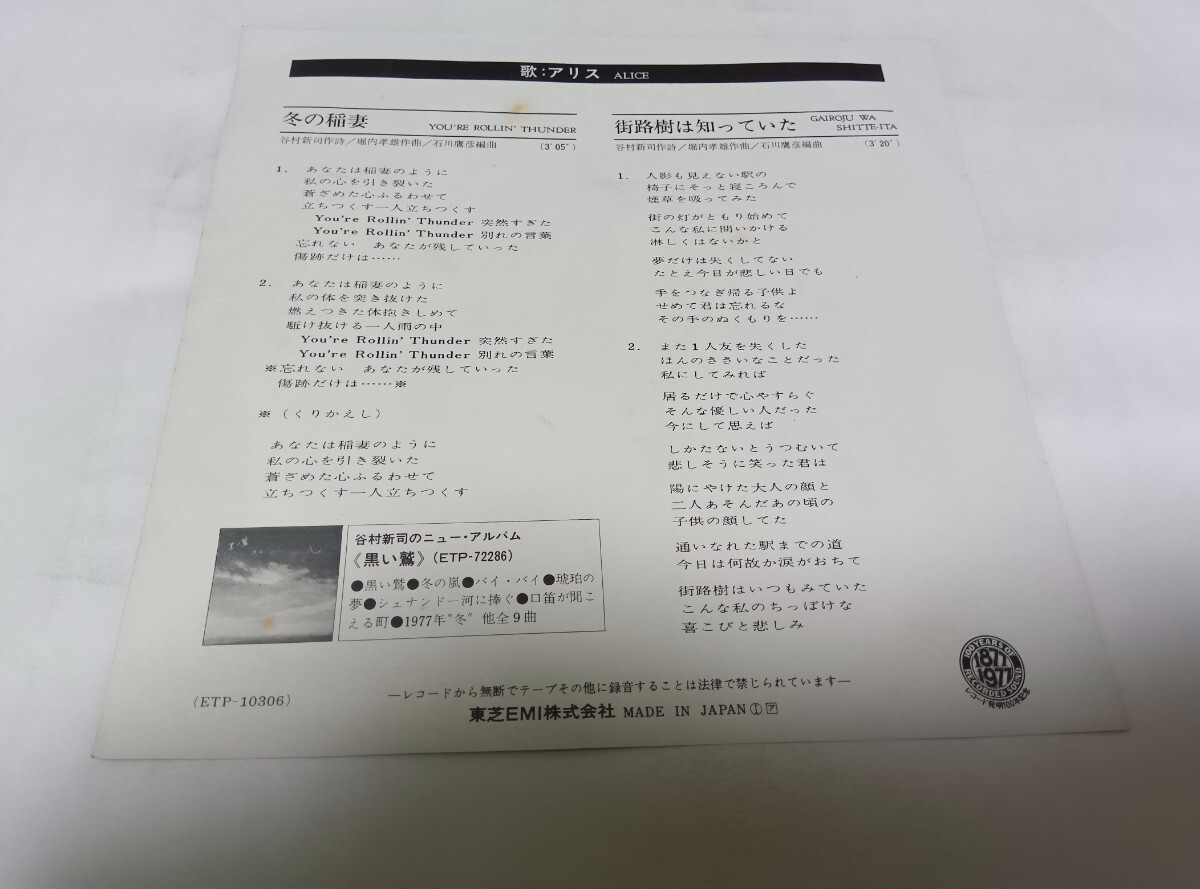 歌:アリス ALICE
冬の稲妻 YOU'RE ROLLIN' THUNDER
谷村新司作詩/堀内孝雄作曲/石川鷹彦編曲 (3′05″)
1. あなたは稲妻のように
私の心を引き裂いた
蒼ざめた心ふるわせて
立ちつくす一人立ちつくす
You're Rollin' Thunder 突然すぎた
You're Rollin' Thunder 別れの言葉
忘れない あなたが残していった
傷跡だけは……
2. あなたは稲妻のように
私の体を突き抜けた
燃えつきた体抱きしめて
駈け抜ける一人雨の中
You're Rollin' Thunder 突然すぎた
You're Rollin' Thunder 別れの言葉
※忘れない あなたが残していった
傷跡だけは……※
※(くりかえし)
あなたは稲妻のように
私の心を引き裂いた
蒼ざめた心ふるわせて
立ちつくす一人立ちつくす
谷村新司のニュー・アルバム
《黒い鷲》(ETP-72286)
●黒い鷲●冬の嵐●バイ・バイ●琥珀の
夢●シェナンドー河に捧ぐ●口笛が聞こ
える町●1977年"冬" 他全9曲
(ETP-10306)
街路樹は知っていた GAIROJU WA
SHITTE-ITA
谷村新司作詩/堀内孝雄作曲/石川鷹彦編曲 (3′20″)
1. 人影も見えない駅の
椅子にそっと寝ころんで
煙草を吸ってみた
街の灯がともり始めて
こんな私に問いかける
淋しくはないかと
夢だけは失くしてない
たとえ今日が悲しい日でも
手をつなぎ帰る子供よ
せめて君は忘れるな
その手のぬくもりを……
2. また1人友を失くした
ほんのささいなことだった
私にしてみれば
居るだけで心やすらぐ
そんな優しい人だった
今にして思えば
しかたないとうつむいて
悲しそうに笑った君は
陽にやけた大人の顔と
二人あそんだあの頃の
子供の顔してた
通いなれた駅までの道
今日は何故か涙がおちて
街路樹はいつもみていた
こんな私のちっぽけな
喜こびと悲しみ
―レコードから無断でテープその他に録音することは法律で禁じられています―
東芝EMI株式会社 MADE IN JAPAN Ⓘ ア
100 YEARS OF
1877
1977
RECORDED SOUND
レコード発明100年記念